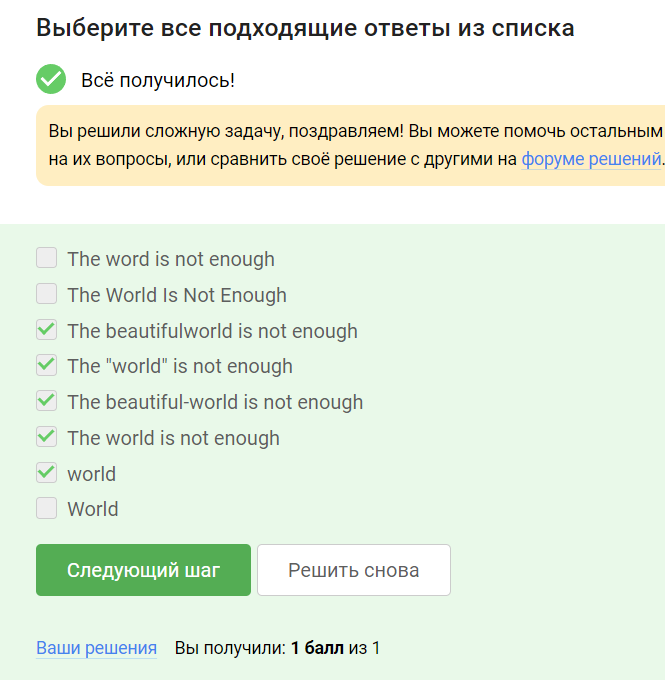 Выберите все подходящие ответы из списка
Всё получилось!
Вы решили сложную задачу, поздравляем! Вы можете помочь остальным
на их вопросы, или сравнить своё решение с другими на форуме решений.
The word is not enough
The World Is Not Enough
The beautifulworld is not enough
The "world" is not enough
The beautiful-world is not enough
The world is not enough
world
World
Следующий шаг Решить снова
Ваши решения Вы получили: 1 балл из 1